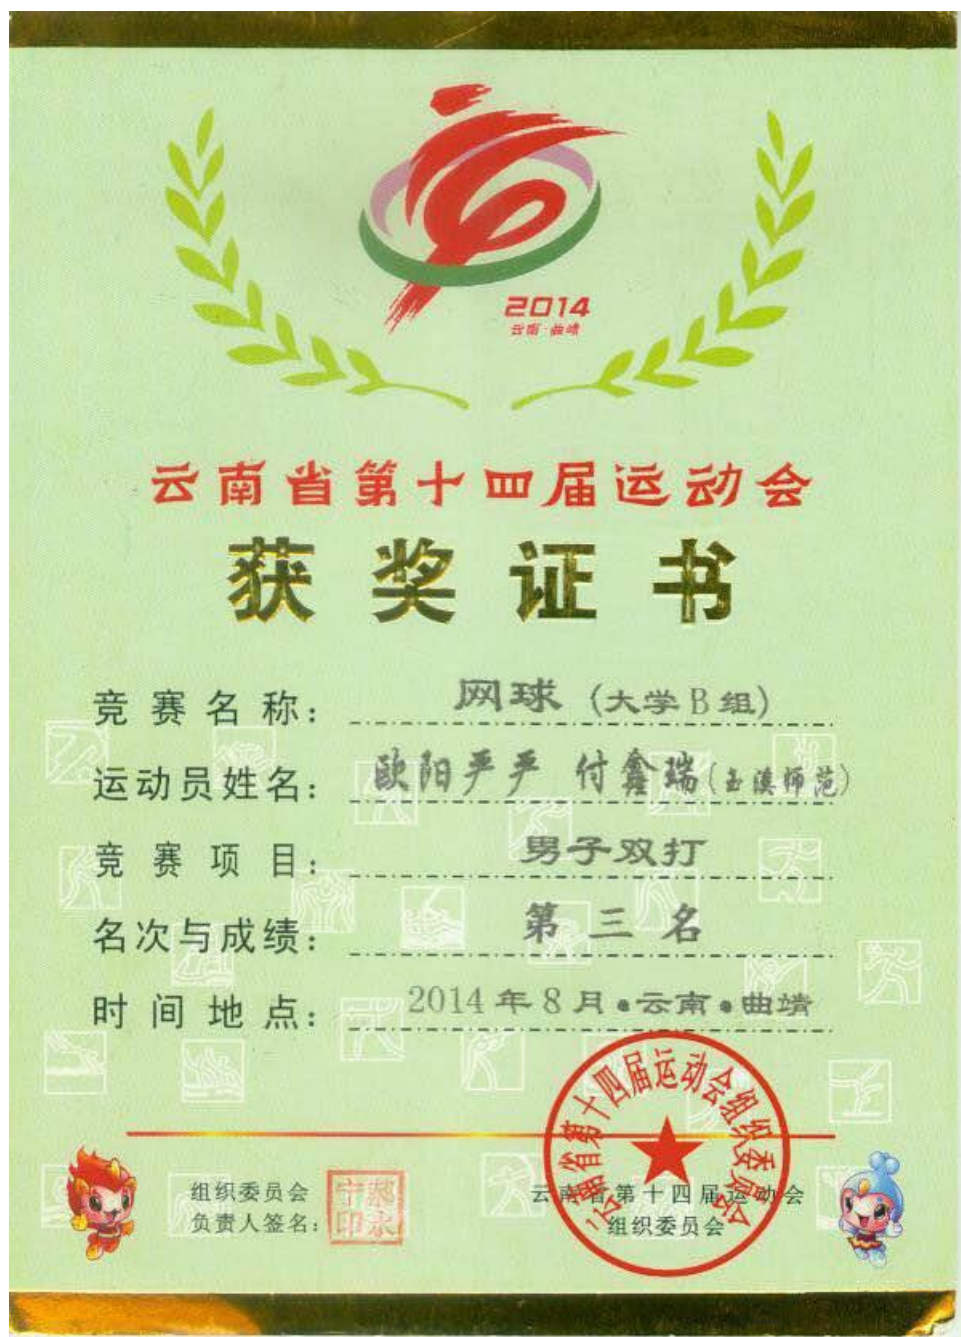 2014
云南·曲靖
云南省第十四届运动会
获奖证书
竞赛名称: 网球(大学B组)
运动员姓名: 欧阳严严 付鑫瑞(玉溪师范)
竞赛项目: 男子双打
名次与成绩: 第三名
时间地点: 2014年8月·云南·曲靖
组织委员会
负责人签名:
云南省第十四届运动会
组织委员会
云南省第十四届运动会组织委员会